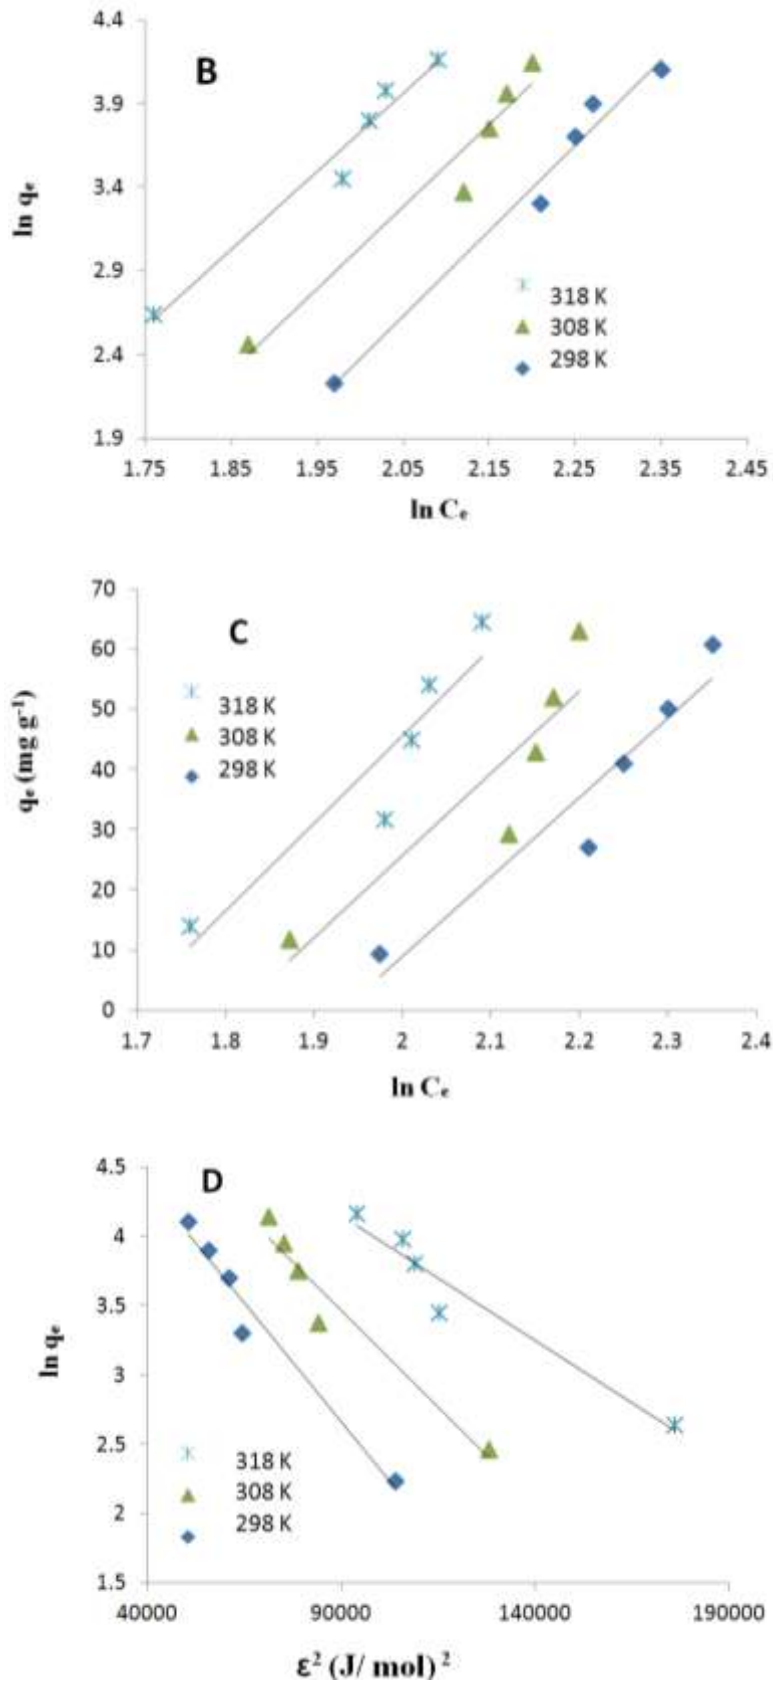 4.4
B
3.9
3.4
ln qₑ
2.9
318 K
308 K
2.4
298 K
1.9
1.75 1.85 1.95 2.05 2.15 2.25 2.35 2.45
ln Cₑ
70
C
60
318 K
50
308 K
298 K
qₑ (mg g⁻¹)
40
30
20
10
0
1.7 1.8 1.9 2 2.1 2.2 2.3 2.4
ln Cₑ
4.5
D
4
3.5
ln qₑ
3
2.5
318 K
308 K
2
298 K
1.5
40000 90000 140000 190000
ε² (J/ mol) ²